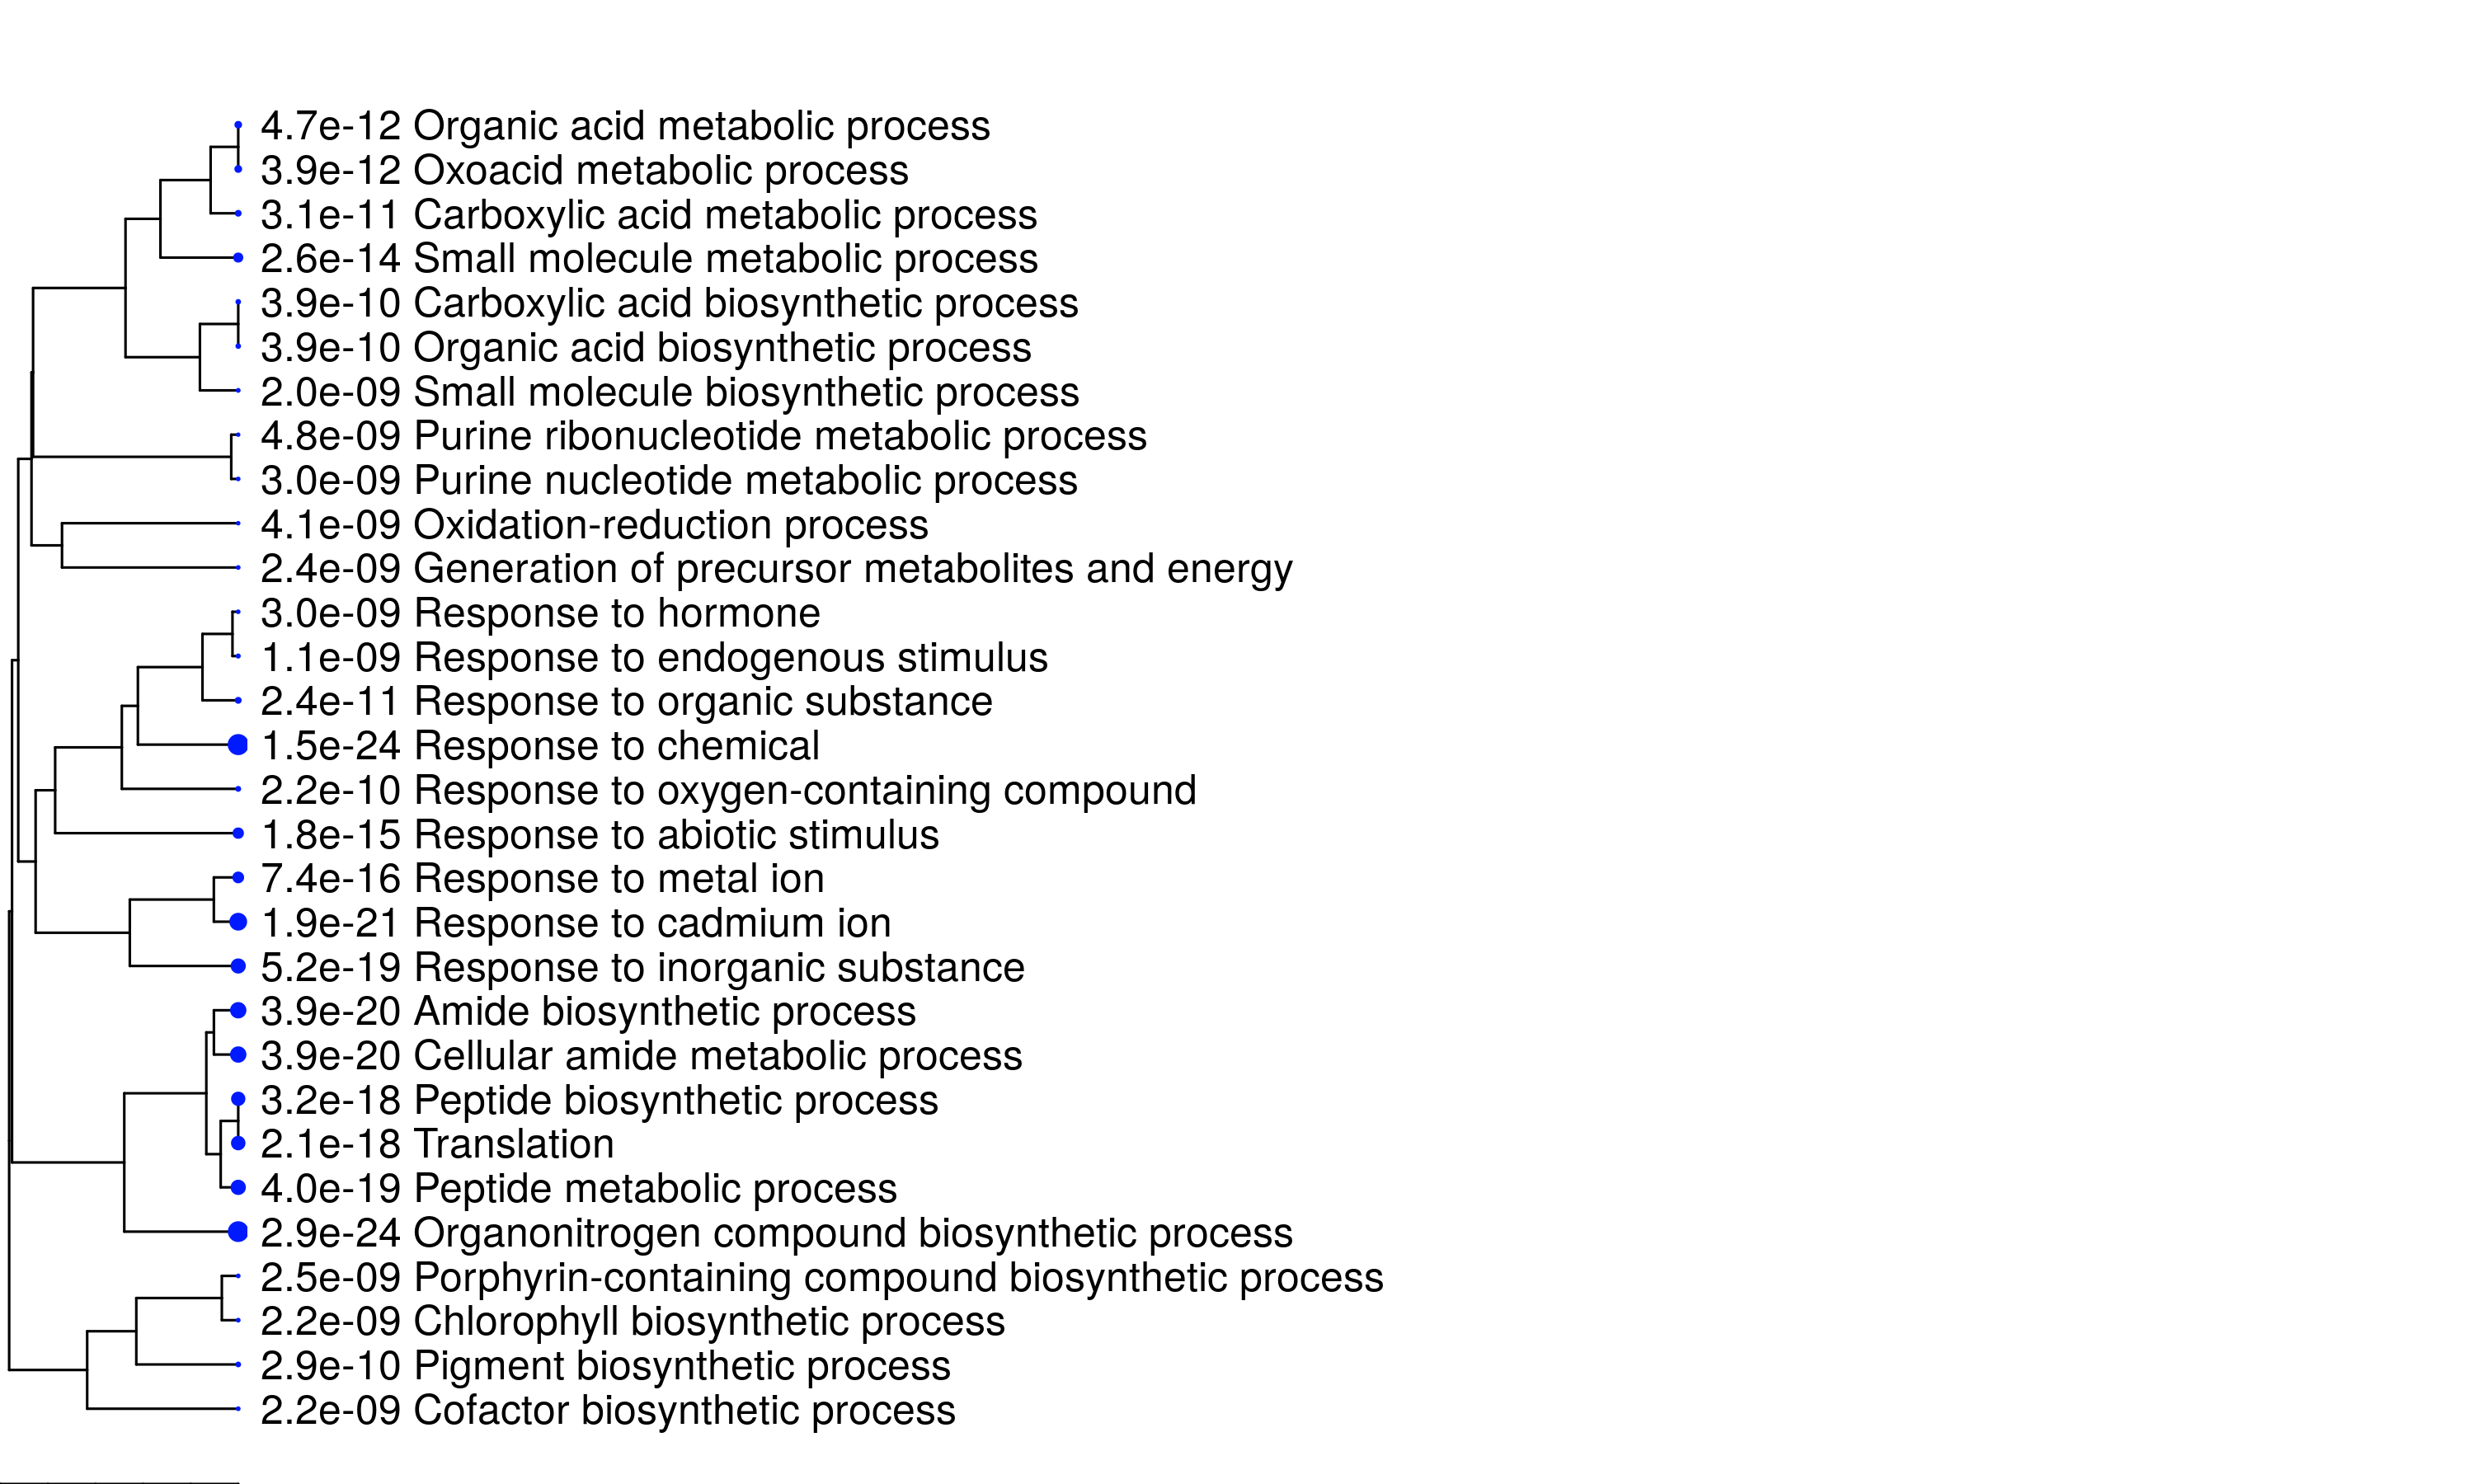 4.7e-12 Organic acid metabolic process
3.9e-12 Oxoacid metabolic process
3.1e-11 Carboxylic acid metabolic process
2.6e-14 Small molecule metabolic process
3.9e-10 Carboxylic acid biosynthetic process
3.9e-10 Organic acid biosynthetic process
2.0e-09 Small molecule biosynthetic process
4.8e-09 Purine ribonucleotide metabolic process
3.0e-09 Purine nucleotide metabolic process
4.1e-09 Oxidation-reduction process
2.4e-09 Generation of precursor metabolites and energy
3.0e-09 Response to hormone
1.1e-09 Response to endogenous stimulus
2.4e-11 Response to organic substance
1.5e-24 Response to chemical
2.2e-10 Response to oxygen-containing compound
1.8e-15 Response to abiotic stimulus
7.4e-16 Response to metal ion
1.9e-21 Response to cadmium ion
5.2e-19 Response to inorganic substance
3.9e-20 Amide biosynthetic process
3.9e-20 Cellular amide metabolic process
3.2e-18 Peptide biosynthetic process
2.1e-18 Translation
4.0e-19 Peptide metabolic process
2.9e-24 Organonitrogen compound biosynthetic process
2.5e-09 Porphyrin-containing compound biosynthetic process
2.2e-09 Chlorophyll biosynthetic process
2.9e-10 Pigment biosynthetic process
2.2e-09 Cofactor biosynthetic process